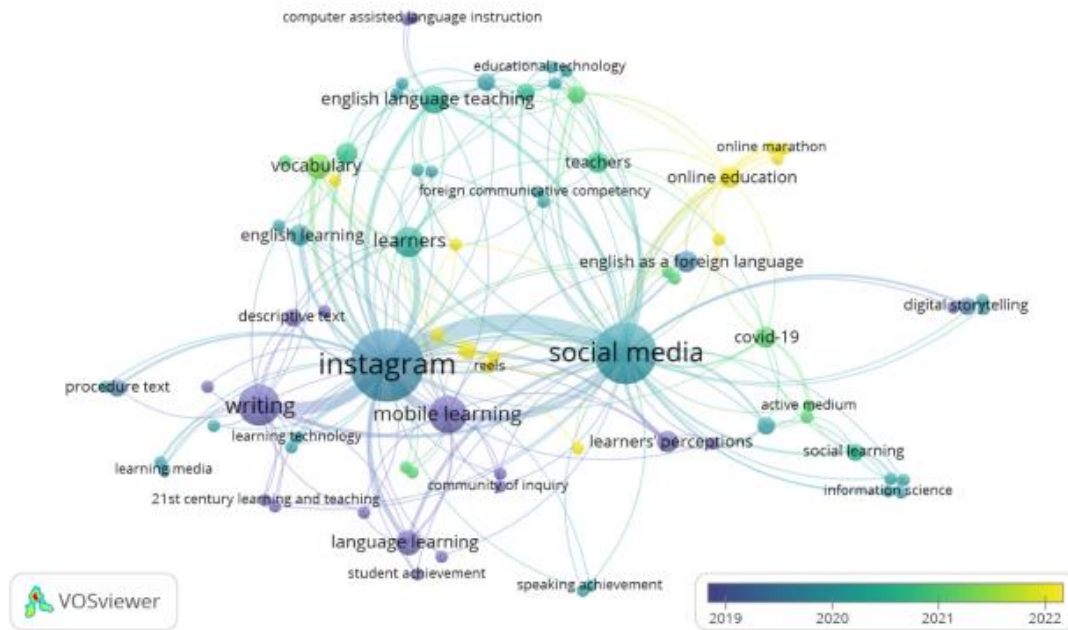 computer assisted language instruction
educational technology
english language teaching
online marathon
vocabulary
teachers
online education
foreign communicative competency
english learning
learners
english as a foreign language
digital storytelling
descriptive text
covid-19
social media
instagram
reels
procedure text
writing
mobile learning
active medium
learning technology
learners' perceptions
social learning
learning media
community of inquiry
information science
21st century learning and teaching
language learning
student achievement
speaking achievement
VOSviewer
2019 2020 2021 2022